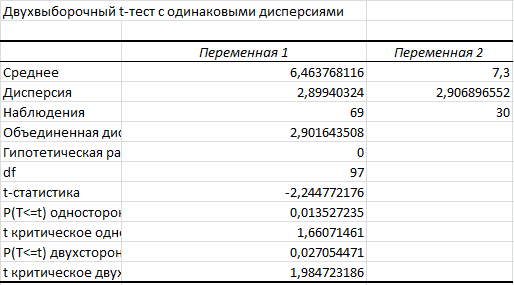 Двухвыборочный t-тест с одинаковыми дисперсиями
Переменная 1 Переменная 2
Среднее 6,463768116 7,3
Дисперсия 2,89940324 2,906896552
Наблюдения 69 30
Объединенная дис 2,901643508
Гипотетическая ра 0
df 97
t-статистика -2,244772176
P(T<=t) односторон 0,013527235
t критическое одно 1,66071461
P(T<=t) двухсторон 0,027054471
t критическое двух 1,984723186